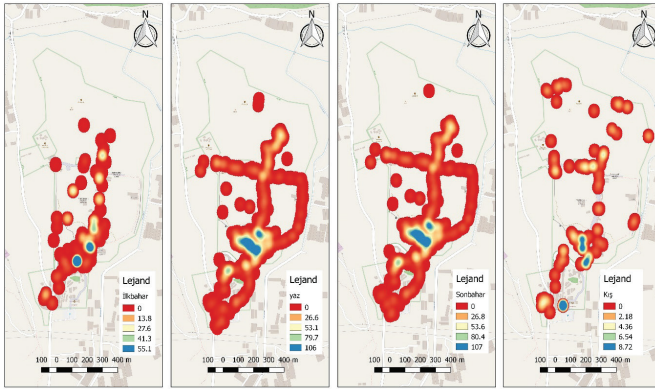 N
Lejand
İlkbahar
0
13.8
27.6
41.3
55.1
100 0 100 200 300 400 m
N
Lejand
yaz
0
26.6
53.1
79.7
106
100 0 100 200 300 400 m
N
Lejand
Sonbahar
0
26.8
53.6
80.4
107
100 0 100 200 300 400 m
N
Lejand
Kış
0
2.18
4.36
6.54
8.72
100 0 100 200 300 400 m